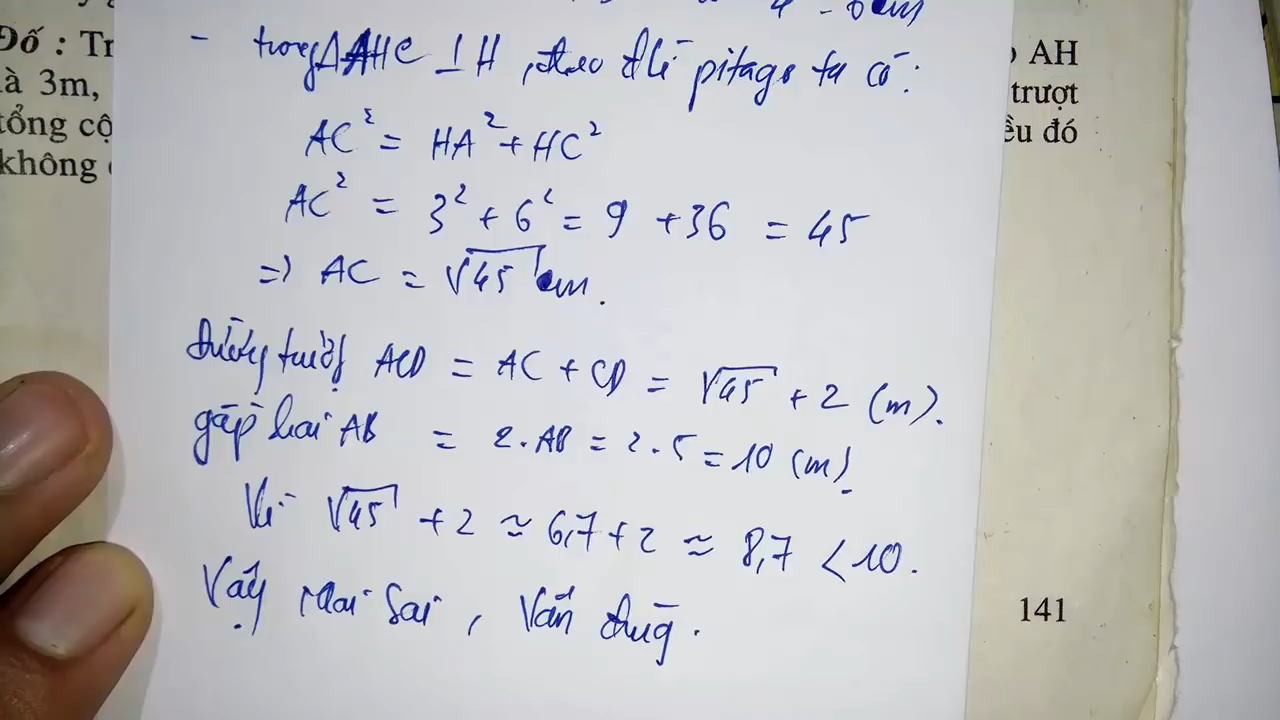 Đố : Tr
là 3m,
tổng cộ
không
AH
trượt
ều đó
- trong ΔAHC ⊥ H, theo đlí pitago ta có:
AC² = HA² + HC²
AC² = 3² + 6² = 9 + 36 = 45
=> AC = √45 cm.
đường trượt ACD = AC + CD = √45 + 2 (m).
gấp hai AB = 2.AB = 2.5 = 10 (m).
Vì √45 + 2 ≈ 6,7 + 2 ≈ 8,7 < 10.
Vậy Mai sai, Vân đúng.
141